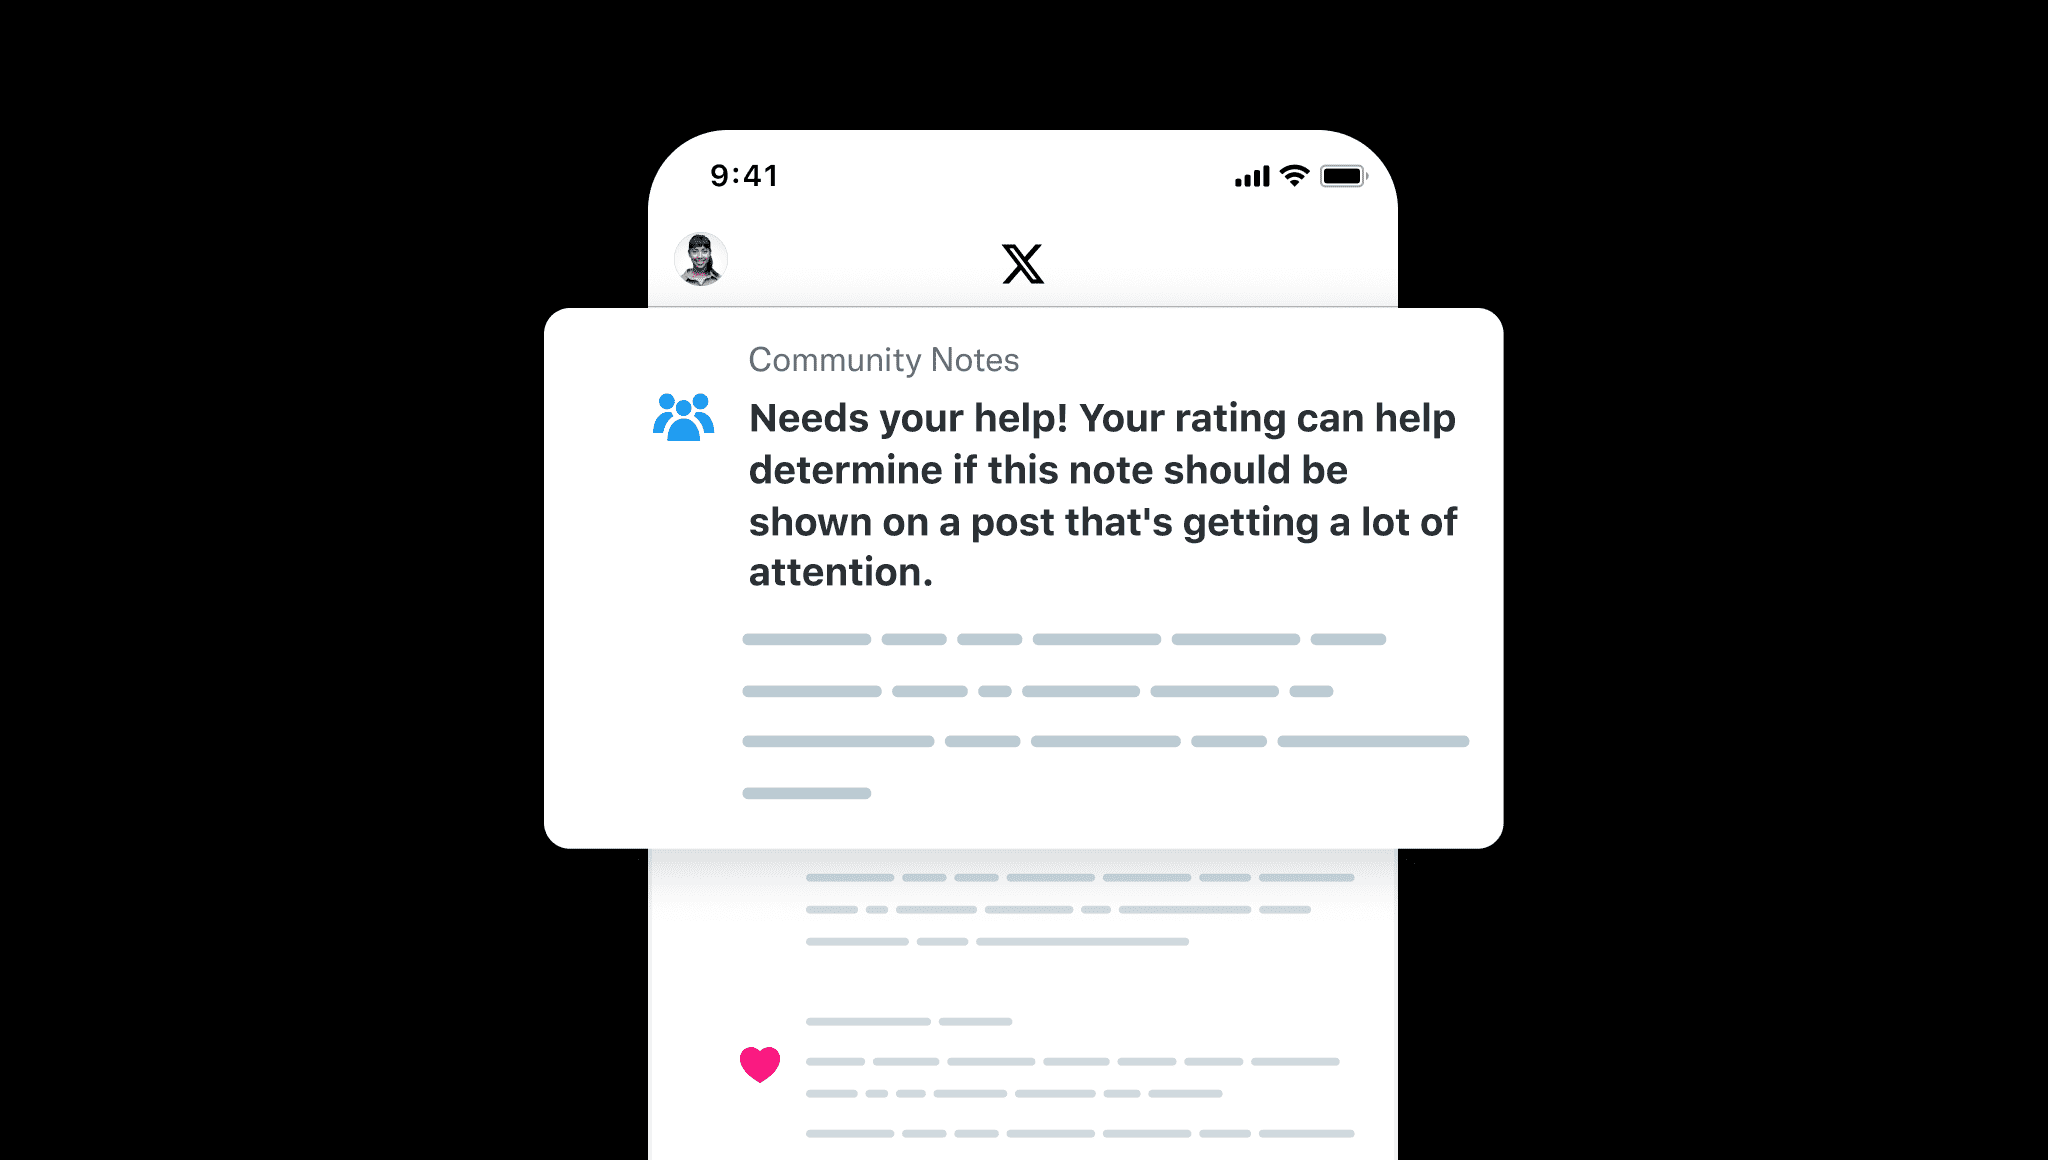 9:41
X
Community Notes
Needs your help! Your rating can help
determine if this note should be
shown on a post that's getting a lot of
attention.